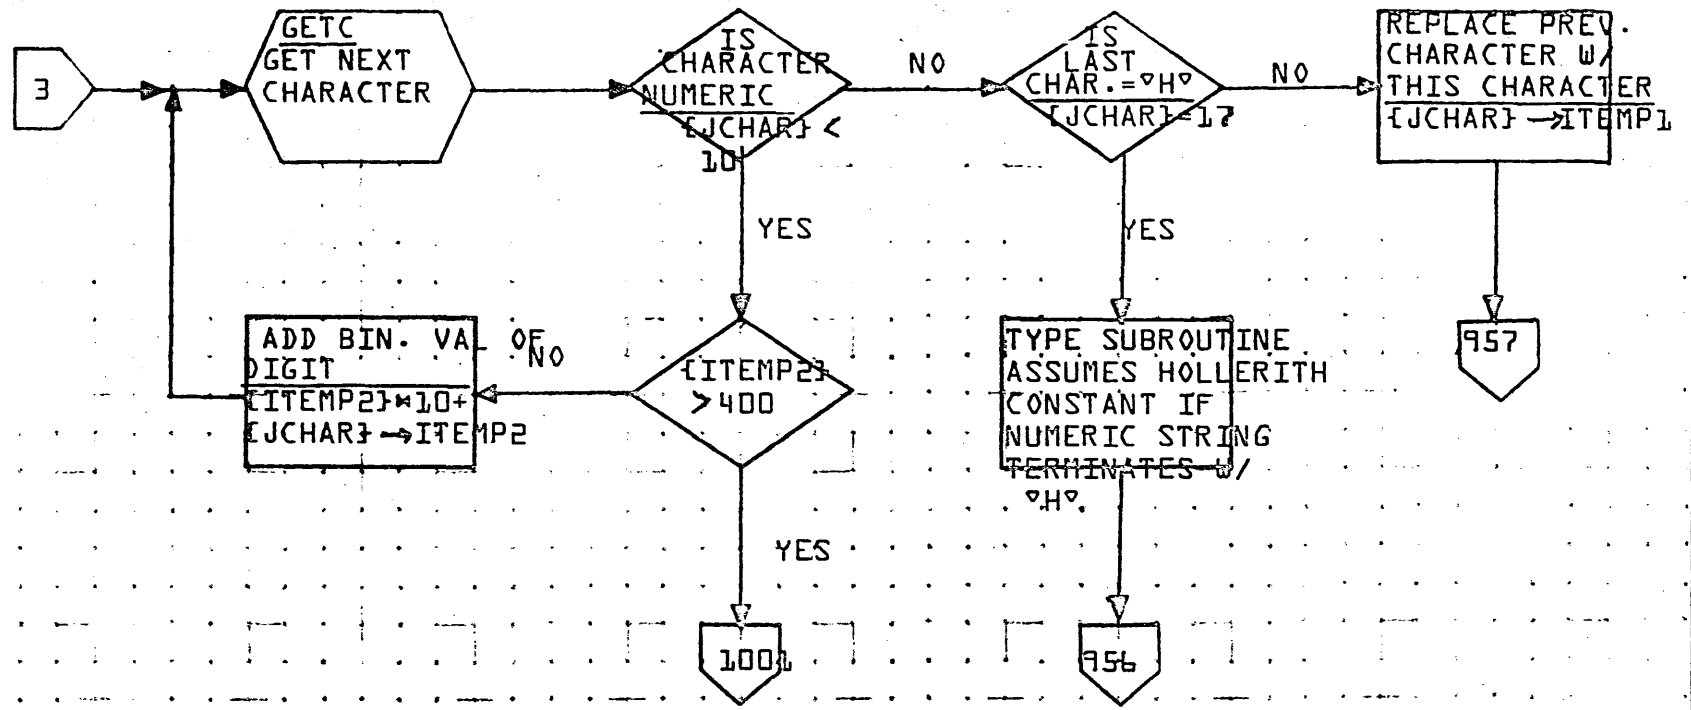 3
GETC
GET NEXT
CHARACTER
IS
CHARACTER
NUMERIC
{JCHAR} <
10
NO
YES
IS
LAST
CHAR.=∇H∇
{JCHAR}=17
NO
YES
REPLACE PREV.
CHARACTER W/
THIS CHARACTER
{JCHAR} →ITEMP1
957
ADD BIN. VAL OF
DIGIT
{ITEMP2}*10+
{JCHAR}→ITEMP2
NO
{ITEMP2}
>400
YES
1001
TYPE SUBROUTINE
ASSUMES HOLLERITH
CONSTANT IF
NUMERIC STRING
TERMINATES W/
∇H∇.
956